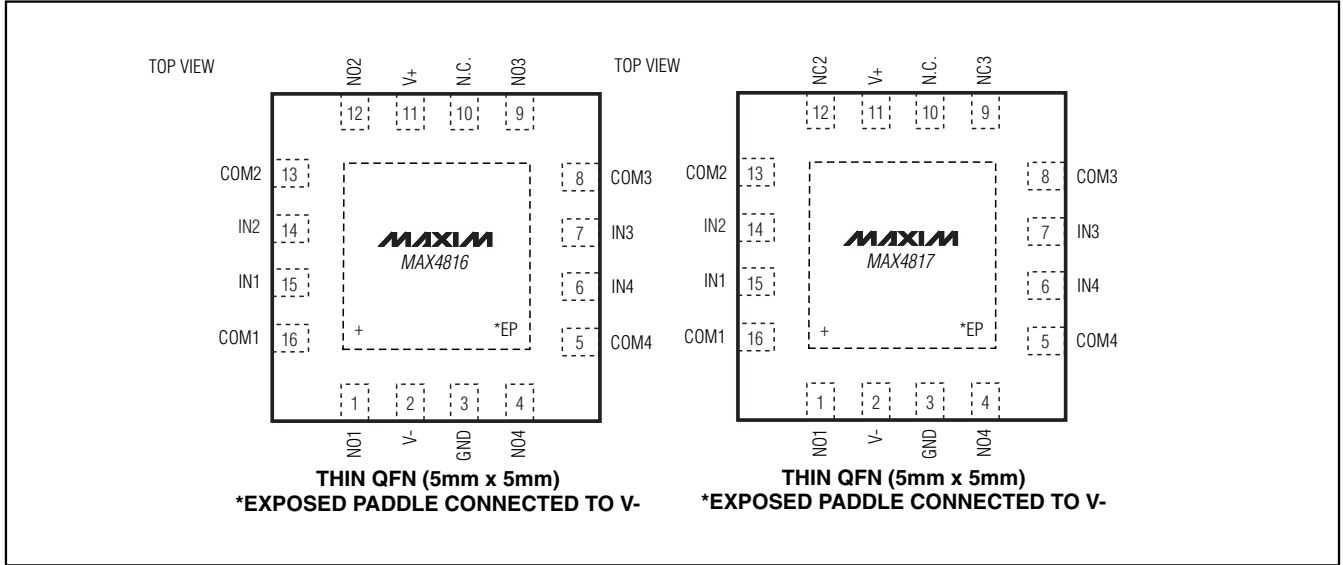 TOP VIEW
NO2 V+ N.C. NO3
12 11 10 9
COM2 13 8 COM3
IN2 14 7 IN3
MAXIM
MAX4816
IN1 15 6 IN4
COM1 16 + *EP 5 COM4
1 2 3 4
NO1 V- GND NO4
THIN QFN (5mm x 5mm)
*EXPOSED PADDLE CONNECTED TO V-
TOP VIEW
NC2 V+ N.C. NC3
12 11 10 9
COM2 13 8 COM3
IN2 14 7 IN3
MAXIM
MAX4817
IN1 15 6 IN4
COM1 16 + *EP 5 COM4
1 2 3 4
NO1 V- GND NO4
THIN QFN (5mm x 5mm)
*EXPOSED PADDLE CONNECTED TO V-